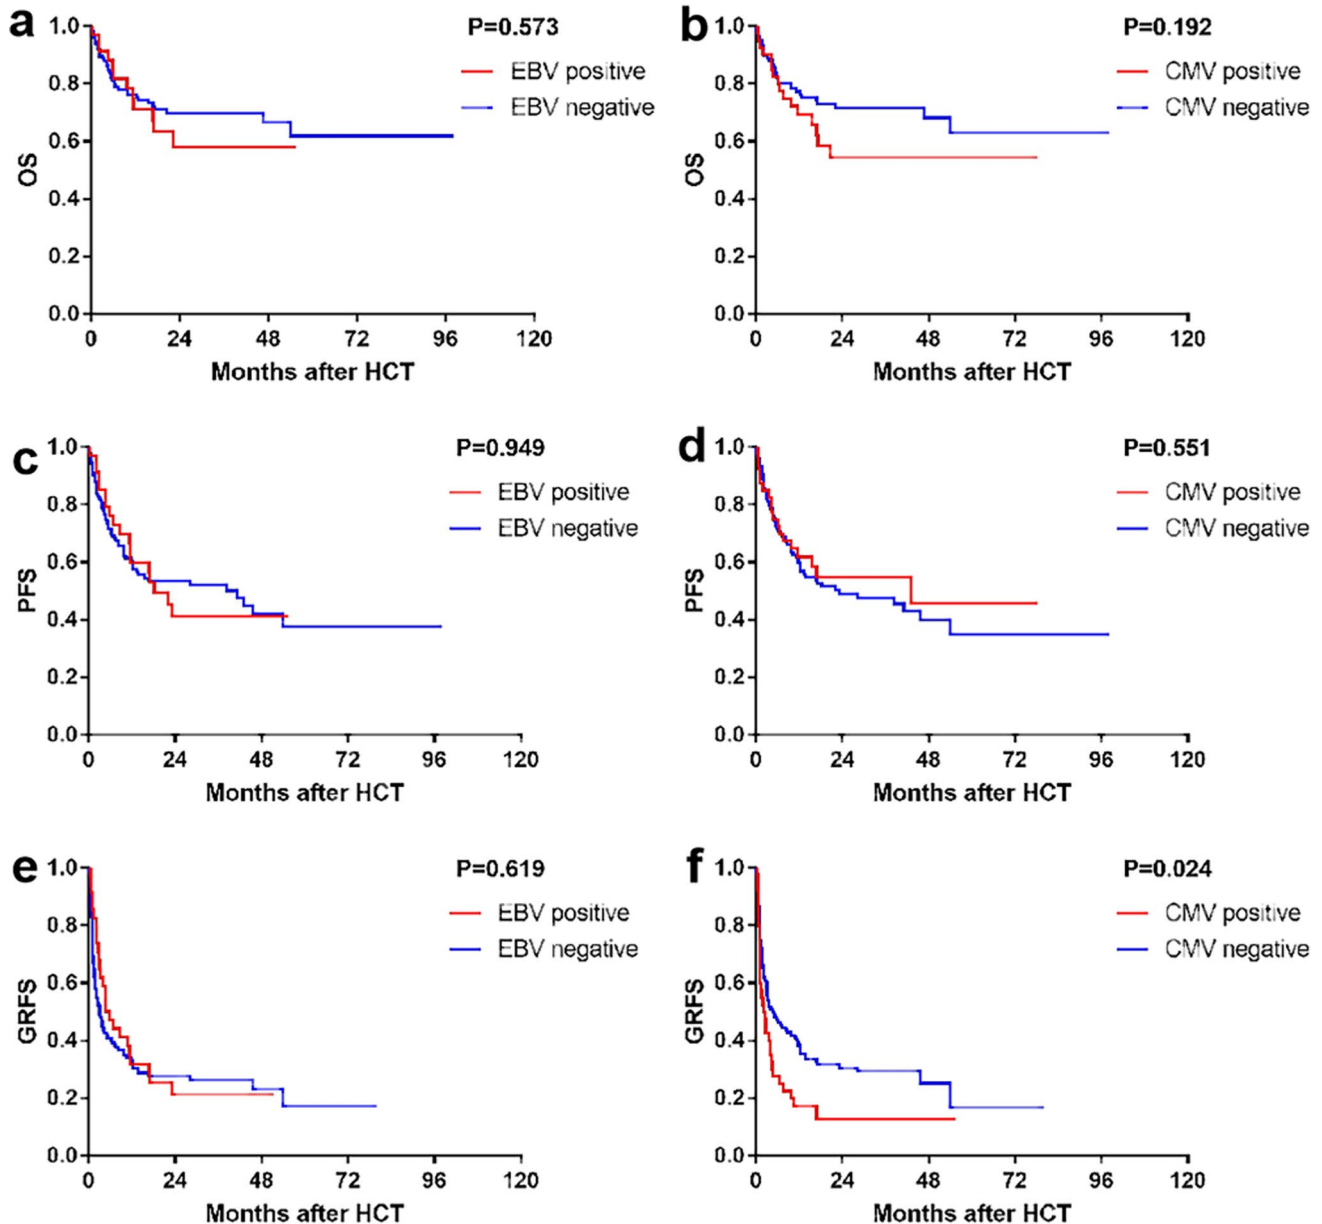 a
P=0.573
EBV positive
EBV negative
OS
1.0
0.8
0.6
0.4
0.2
0.0
0 24 48 72 96 120
Months after HCT
b
P=0.192
CMV positive
CMV negative
OS
1.0
0.8
0.6
0.4
0.2
0.0
0 24 48 72 96 120
Months after HCT
c
P=0.949
EBV positive
EBV negative
PFS
1.0
0.8
0.6
0.4
0.2
0.0
0 24 48 72 96 120
Months after HCT
d
P=0.551
CMV positive
CMV negative
PFS
1.0
0.8
0.6
0.4
0.2
0.0
0 24 48 72 96 120
Months after HCT
e
P=0.619
EBV positive
EBV negative
GRFS
1.0
0.8
0.6
0.4
0.2
0.0
0 24 48 72 96 120
Months after HCT
f
P=0.024
CMV positive
CMV negative
GRFS
1.0
0.8
0.6
0.4
0.2
0.0
0 24 48 72 96 120
Months after HCT